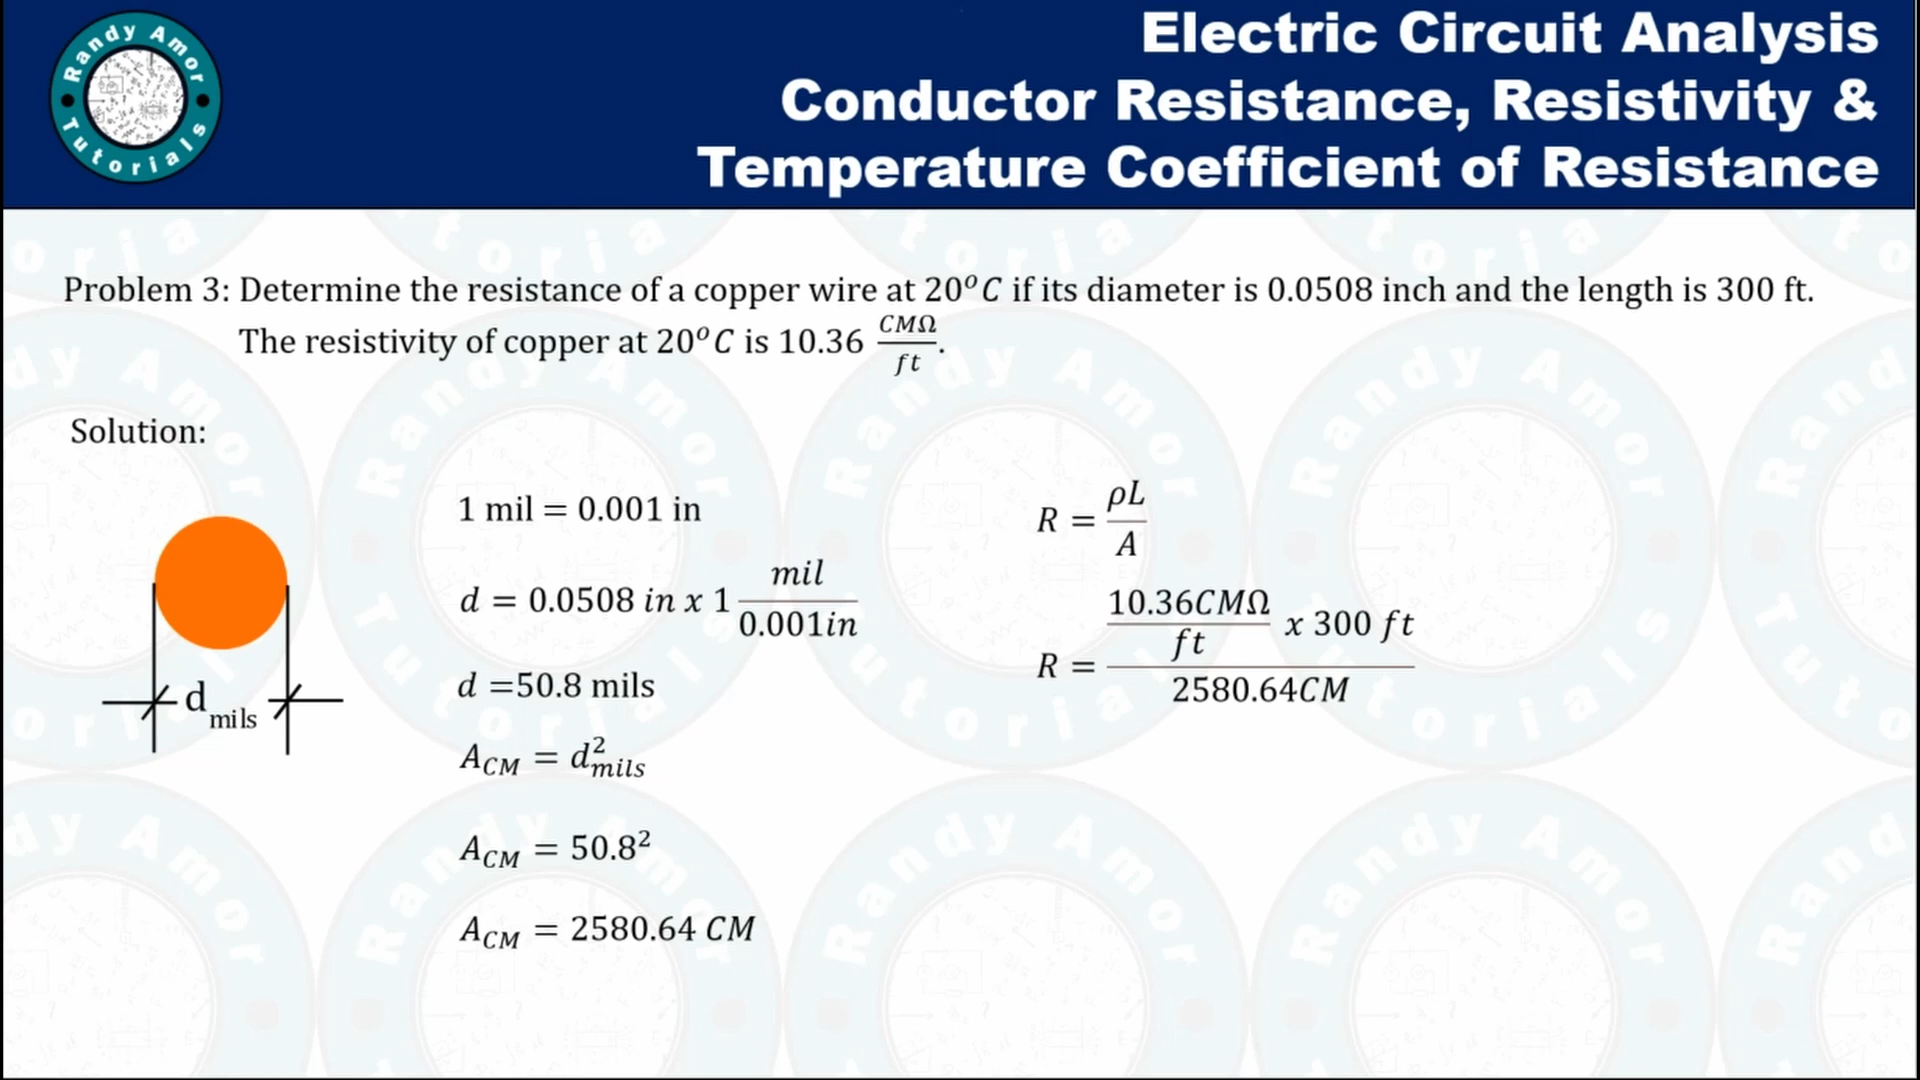 Randy Amor
Tutorials
Electric Circuit Analysis
Conductor Resistance, Resistivity &
Temperature Coefficient of Resistance
Problem 3: Determine the resistance of a copper wire at 20°C if its diameter is 0.0508 inch and the length is 300 ft.
The resistivity of copper at 20°C is 10.36 CMΩ/ft.
Solution:
d mils
1 mil = 0.001 in
d = 0.0508 in x 1 mil/0.001in
d =50.8 mils
A_CM = d²_mils
A_CM = 50.8²
A_CM = 2580.64 CM
R = ρL/A
R = (10.36CMΩ/ft x 300 ft)/2580.64CM